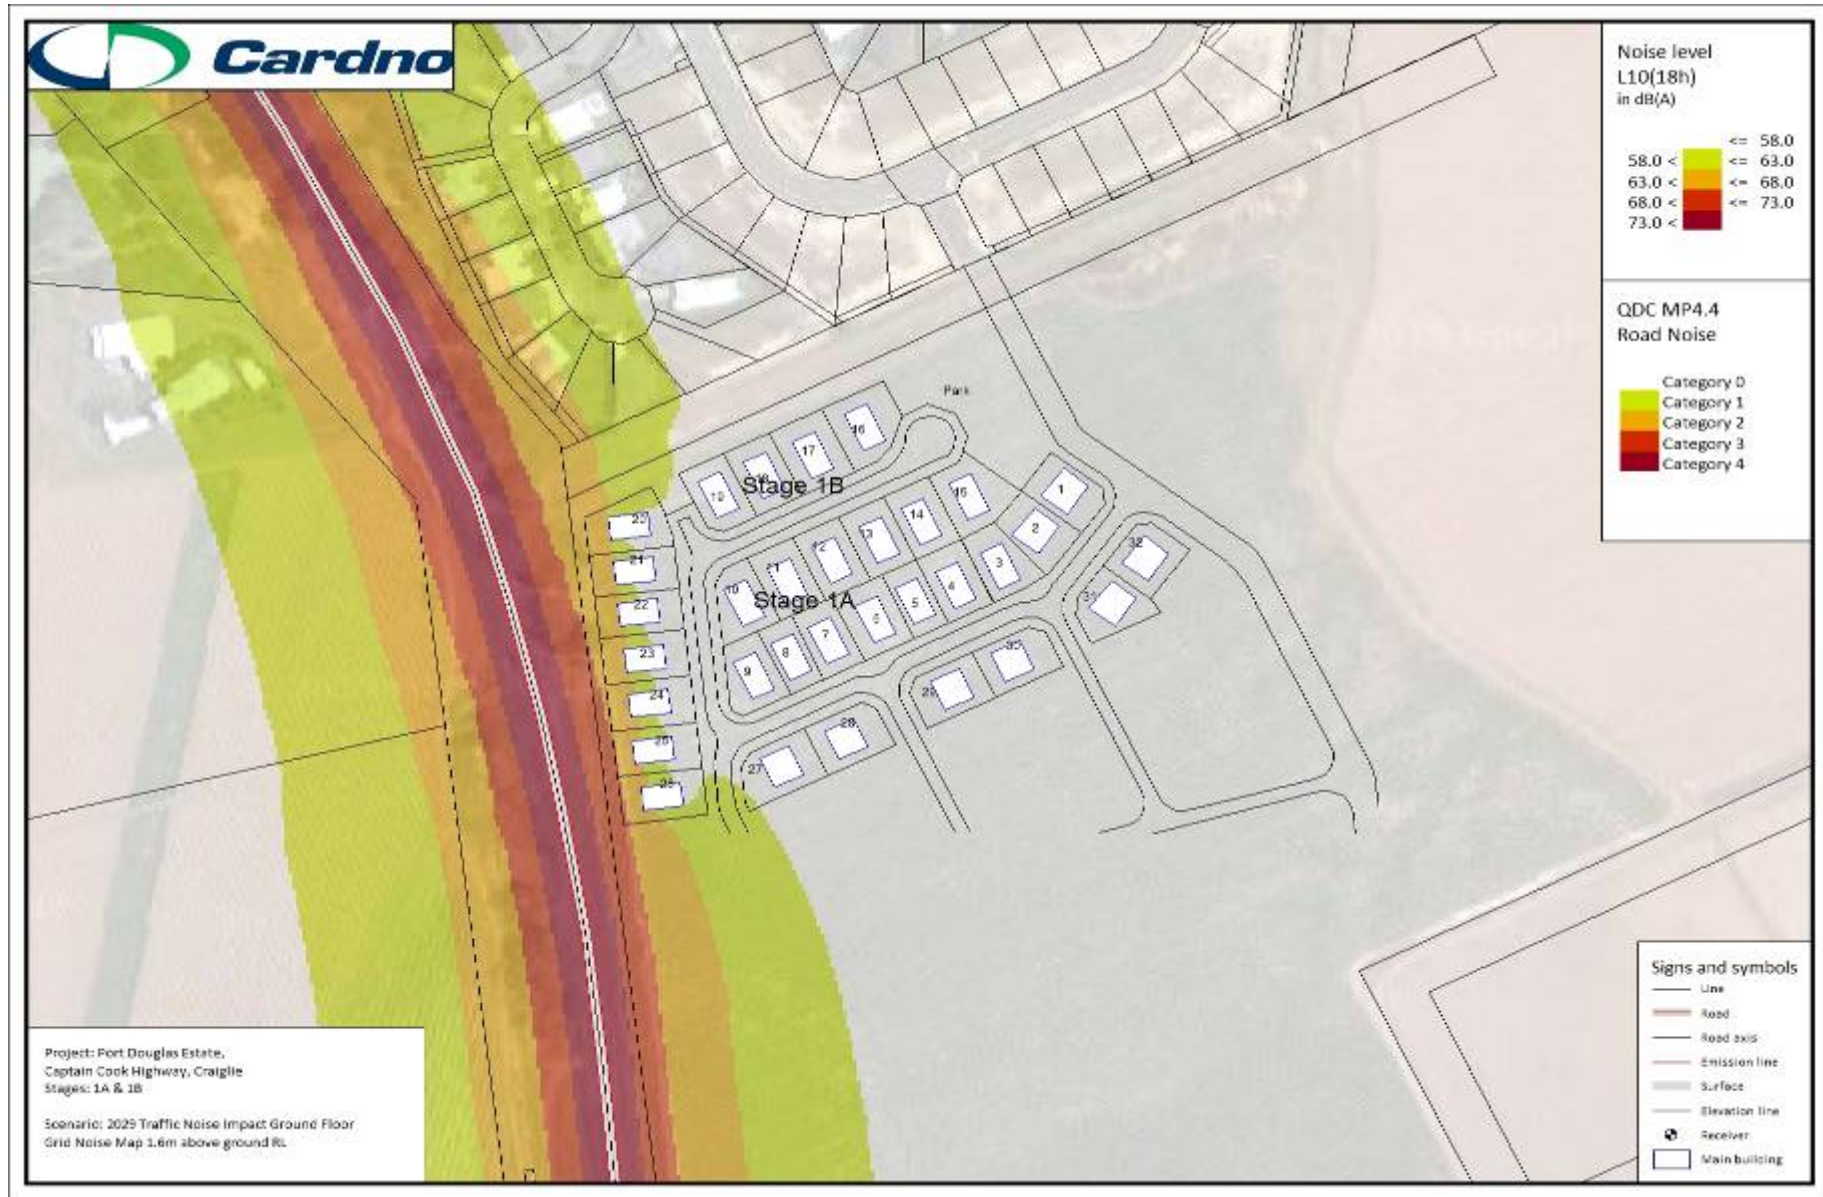 Cardno
Noise level
L10(18h)
in dB(A)
<= 58.0
58.0 < <= 63.0
63.0 < <= 68.0
68.0 < <= 73.0
73.0 <
QDC MP4.4
Road Noise
Category 0
Category 1
Category 2
Category 3
Category 4
Park
16
17
18
19
Stage 1B
20
21
22
23
24
25
26
15
14
13
12
11
10
Stage 1A
1
2
3
4
5
6
7
8
9
32
31
30
29
28
27
Signs and symbols
Line
Road
Road axis
Emission line
Surface
Elevation line
Receiver
Main building
Project: Port Douglas Estate,
Captain Cook Highway, Craiglie
Stages: 1A & 1B
Scenario: 2029 Traffic Noise Impact Ground Floor
Grid Noise Map 1.6m above ground RL